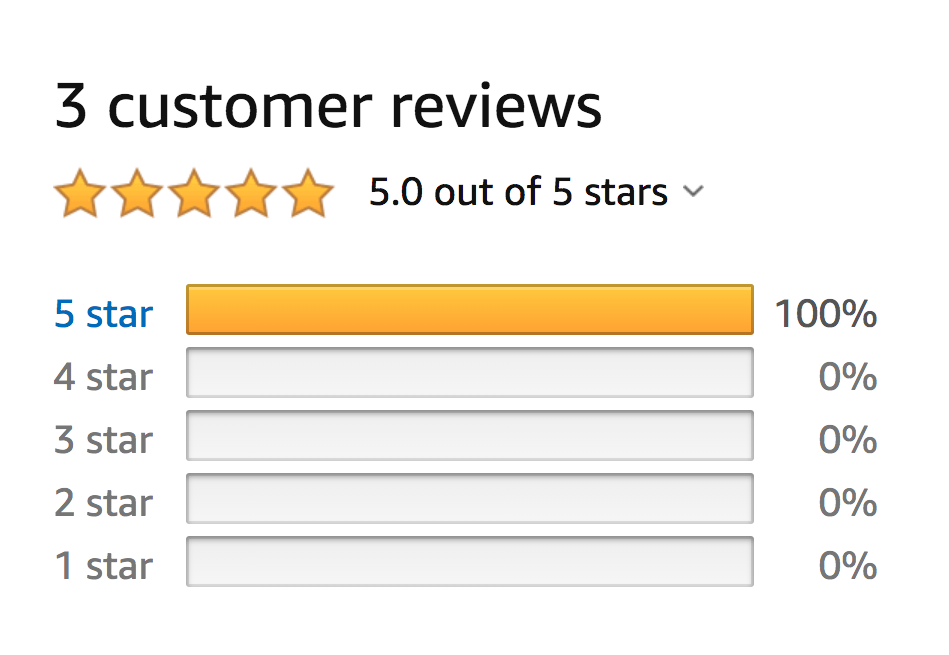 3 customer reviews
5.0 out of 5 stars
5 star 100%
4 star 0%
3 star 0%
2 star 0%
1 star 0%